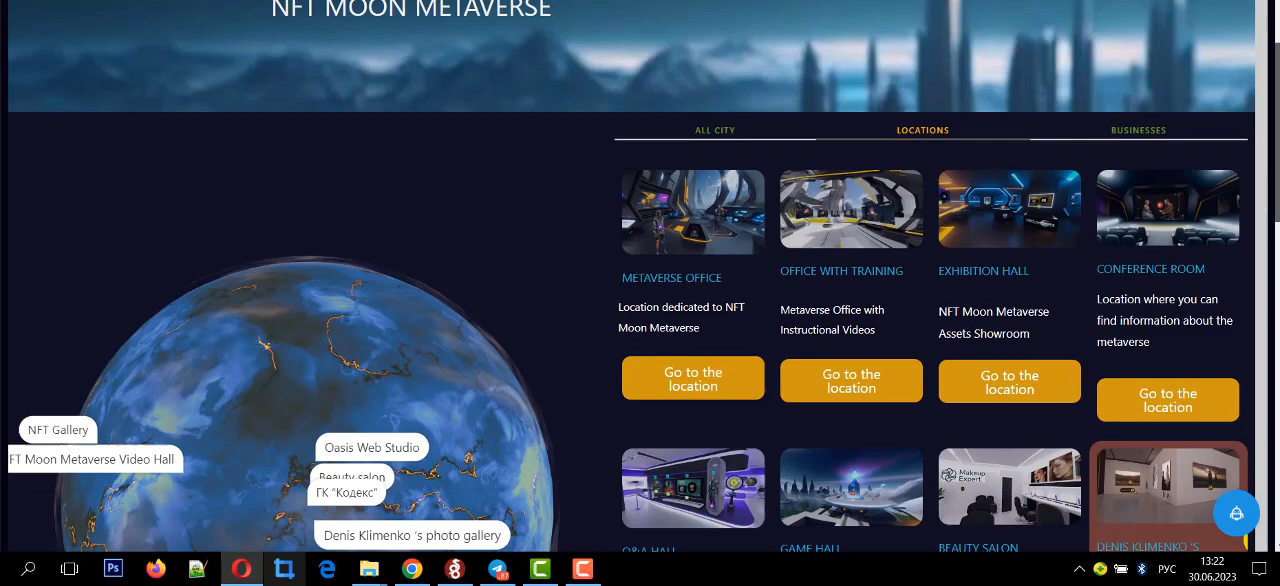 NFT MOON METAVERSE
ALL CITY
LOCATIONS
BUSINESSES
METAVERSE OFFICE
Location dedicated to NFT
Moon Metaverse
Go to the
location
OFFICE WITH TRAINING
Metaverse Office with
Instructional Videos
Go to the
location
EXHIBITION HALL
NFT Moon Metaverse
Assets Showroom
Go to the
location
CONFERENCE ROOM
Location where you can
find information about the
metaverse
Go to the
location
NFT Gallery
FT Moon Metaverse Video Hall
Oasis Web Studio
Beauty salon
ГК "Кодекс"
Denis Klimenko 's photo gallery
Makeup
Expert
Q&A HALL
GAME HALL
BEAUTY SALON
DENIS KLIMENKO 'S
Ps
87
РУС
13:22
30.06.2023